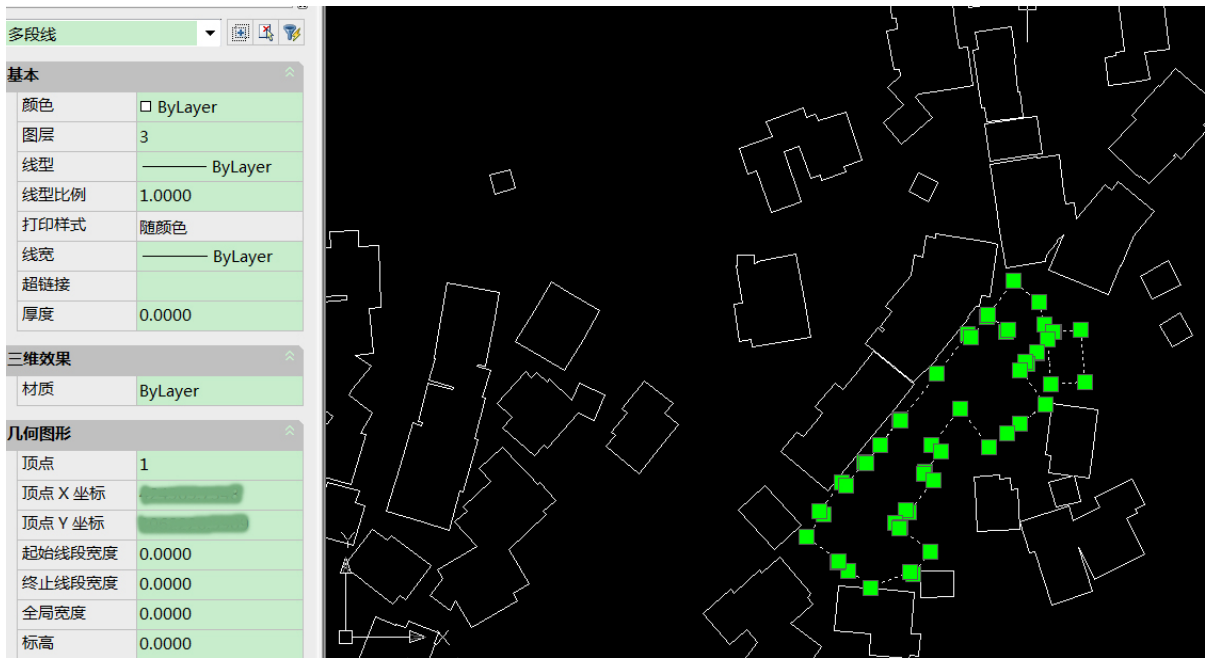 多段线
基本
颜色 ByLayer
图层 3
线型 ByLayer
线型比例 1.0000
打印样式 随颜色
线宽 ByLayer
超链接
厚度 0.0000
三维效果
材质 ByLayer
几何图形
顶点 1
顶点 X 坐标
顶点 Y 坐标
起始线段宽度 0.0000
终止线段宽度 0.0000
全局宽度 0.0000
标高 0.0000
Y
X